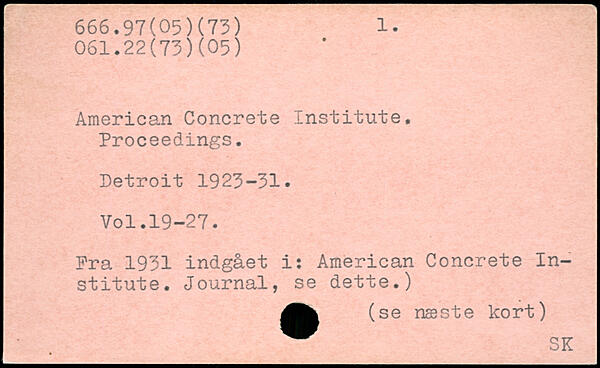 666.97(05)(73) 1.
061.22(73)(05)
American Concrete Institute.
Proceedings.
Detroit 1923-31.
Vol.19-27.
Fra 1931 indgået i: American Concrete In-
stitute. Journal, se dette.)
(se næste kort)
SK